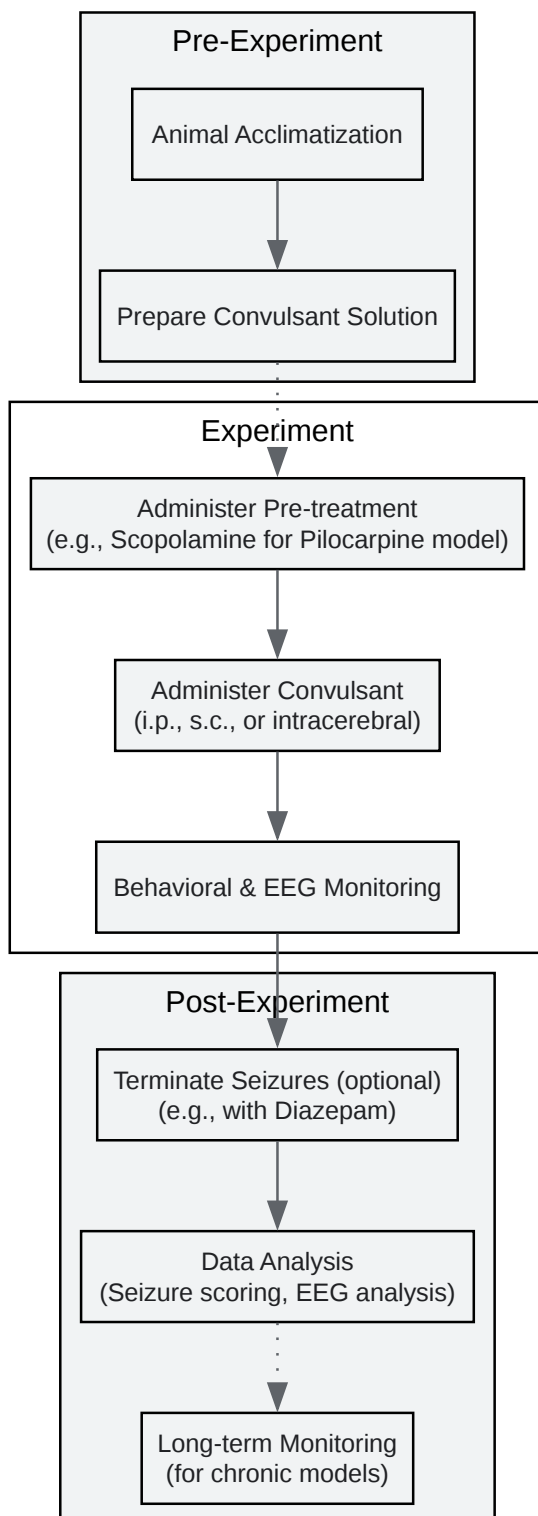 Pre-Experiment
Animal Acclimatization
Prepare Convulsant Solution
Experiment
Administer Pre-treatment
(e.g., Scopolamine for Pilocarpine model)
Administer Convulsant
(i.p., s.c., or intracerebral)
Behavioral & EEG Monitoring
Post-Experiment
Terminate Seizures (optional)
(e.g., with Diazepam)
Data Analysis
(Seizure scoring, EEG analysis)
Long-term Monitoring
(for chronic models)